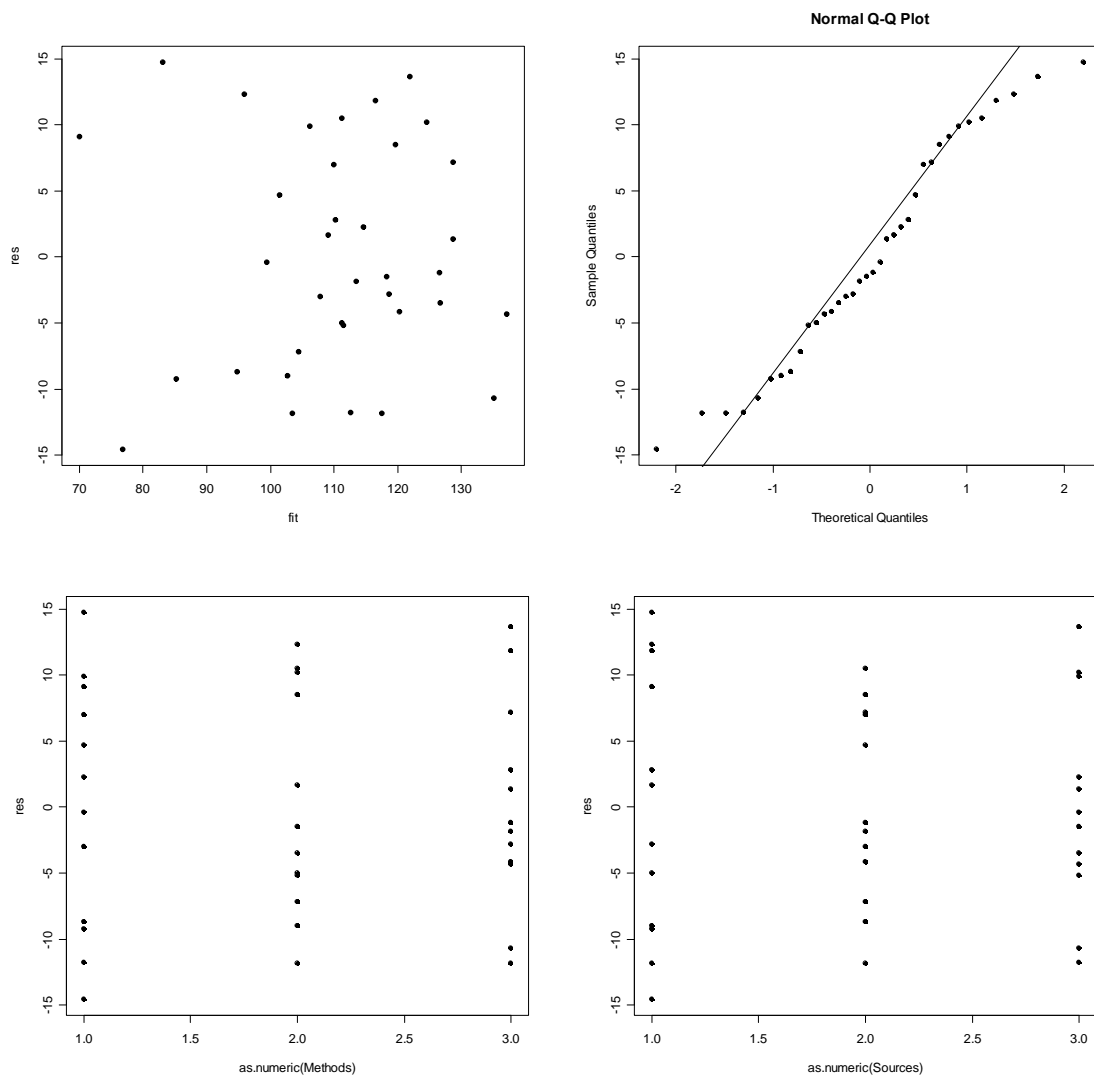 res
15
10
5
0
-5
-10
-15
70 80 90 100 110 120 130
fit
Normal Q-Q Plot
Sample Quantiles
15
10
5
0
-5
-10
-15
-2 -1 0 1 2
Theoretical Quantiles
res
15
10
5
0
-5
-10
-15
1.0 1.5 2.0 2.5 3.0
as.numeric(Methods)
res
15
10
5
0
-5
-10
-15
1.0 1.5 2.0 2.5 3.0
as.numeric(Sources)